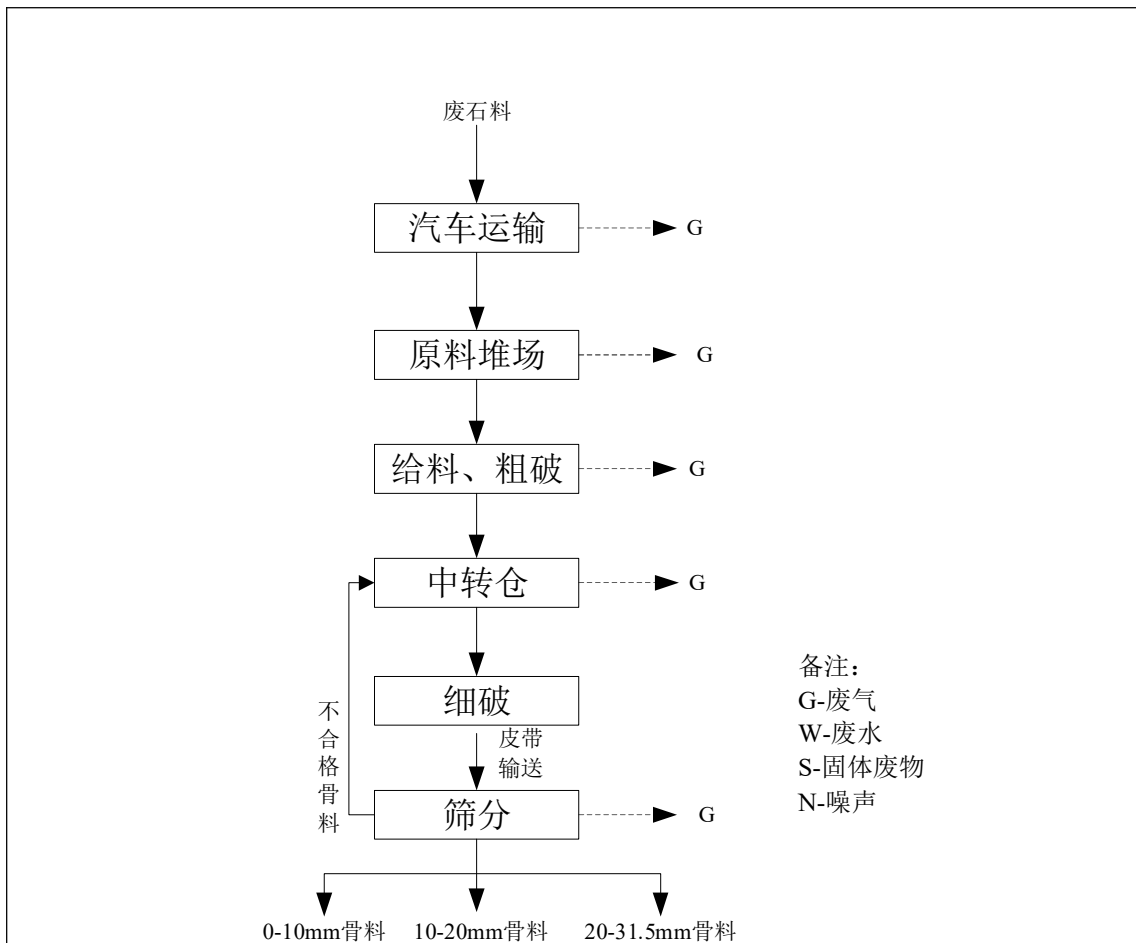 废石料
汽车运输
G
原料堆场
G
给料、粗破
G
中转仓
G
细破
皮带
输送
不合格骨料
筛分
G
0-10mm骨料
10-20mm骨料
20-31.5mm骨料
备注：
G-废气
W-废水
S-固体废物
N-噪声